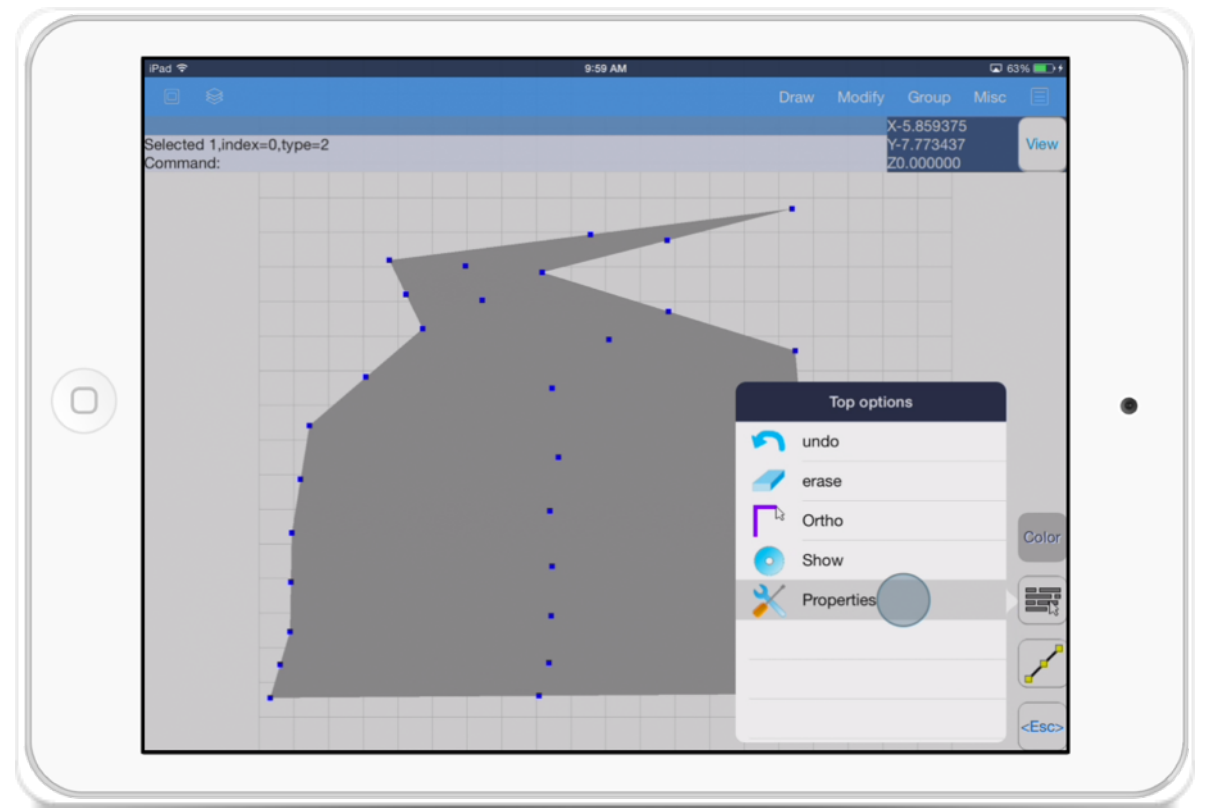 iPad 9:59 AM 63%
Draw Modify Group Misc
X-5.859375
Selected 1,index=0,type=2 Y-7.773437 View
Command: Z0.000000
Top options
undo
erase
Ortho
Color
Show
Properties
<Esc>